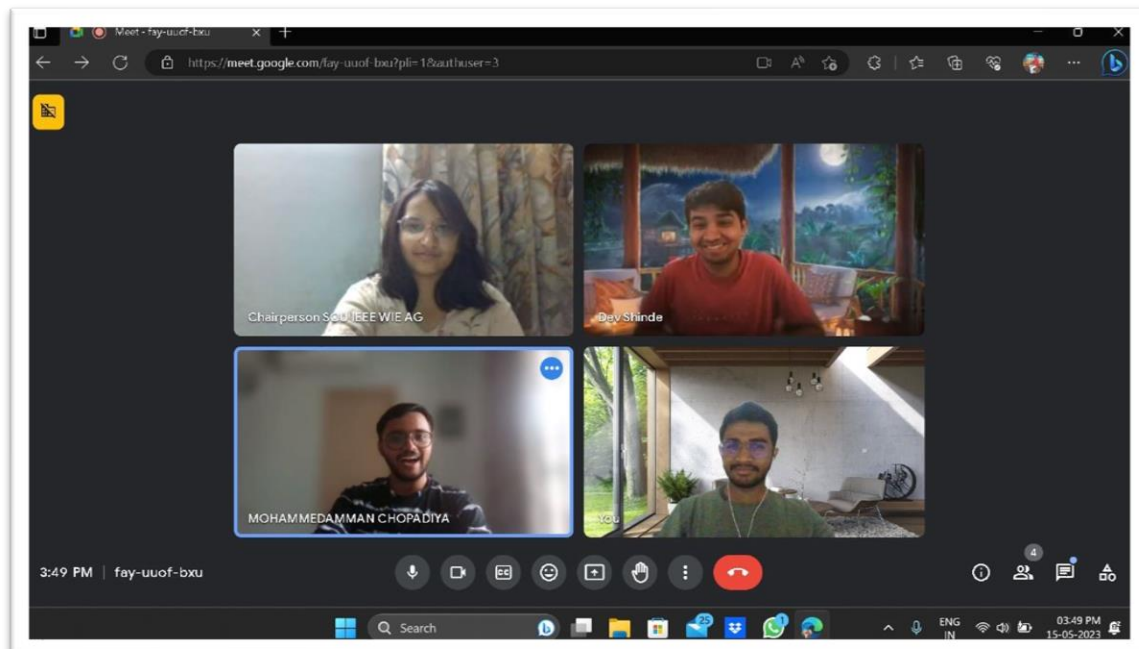 Meet - fay-uuof-bxu
https://meet.google.com/fay-uuof-bxu?pli=1&authuser=3
Chairperson SOU IEEE WIE AG
Dev Shinde
MOHAMMEDAMMAN CHOPADIYA
You
4
3:49 PM | fay-uuof-bxu
CC
Search
25
1
ENG
IN
03:49 PM
15-05-2023